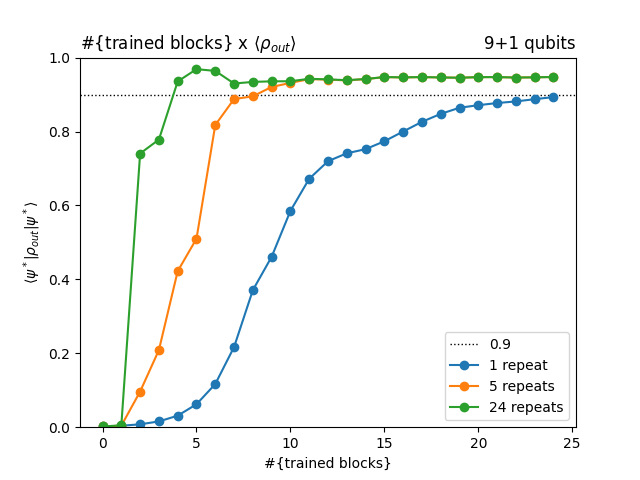 #{trained blocks} x ⟨ρ_out⟩ 9+1 qubits
1.0
0.8
0.6
0.4
0.2
0.0
⟨ψ*|ρ_out|ψ*⟩
0.9
1 repeat
5 repeats
24 repeats
0 5 10 15 20 25
#{trained blocks}